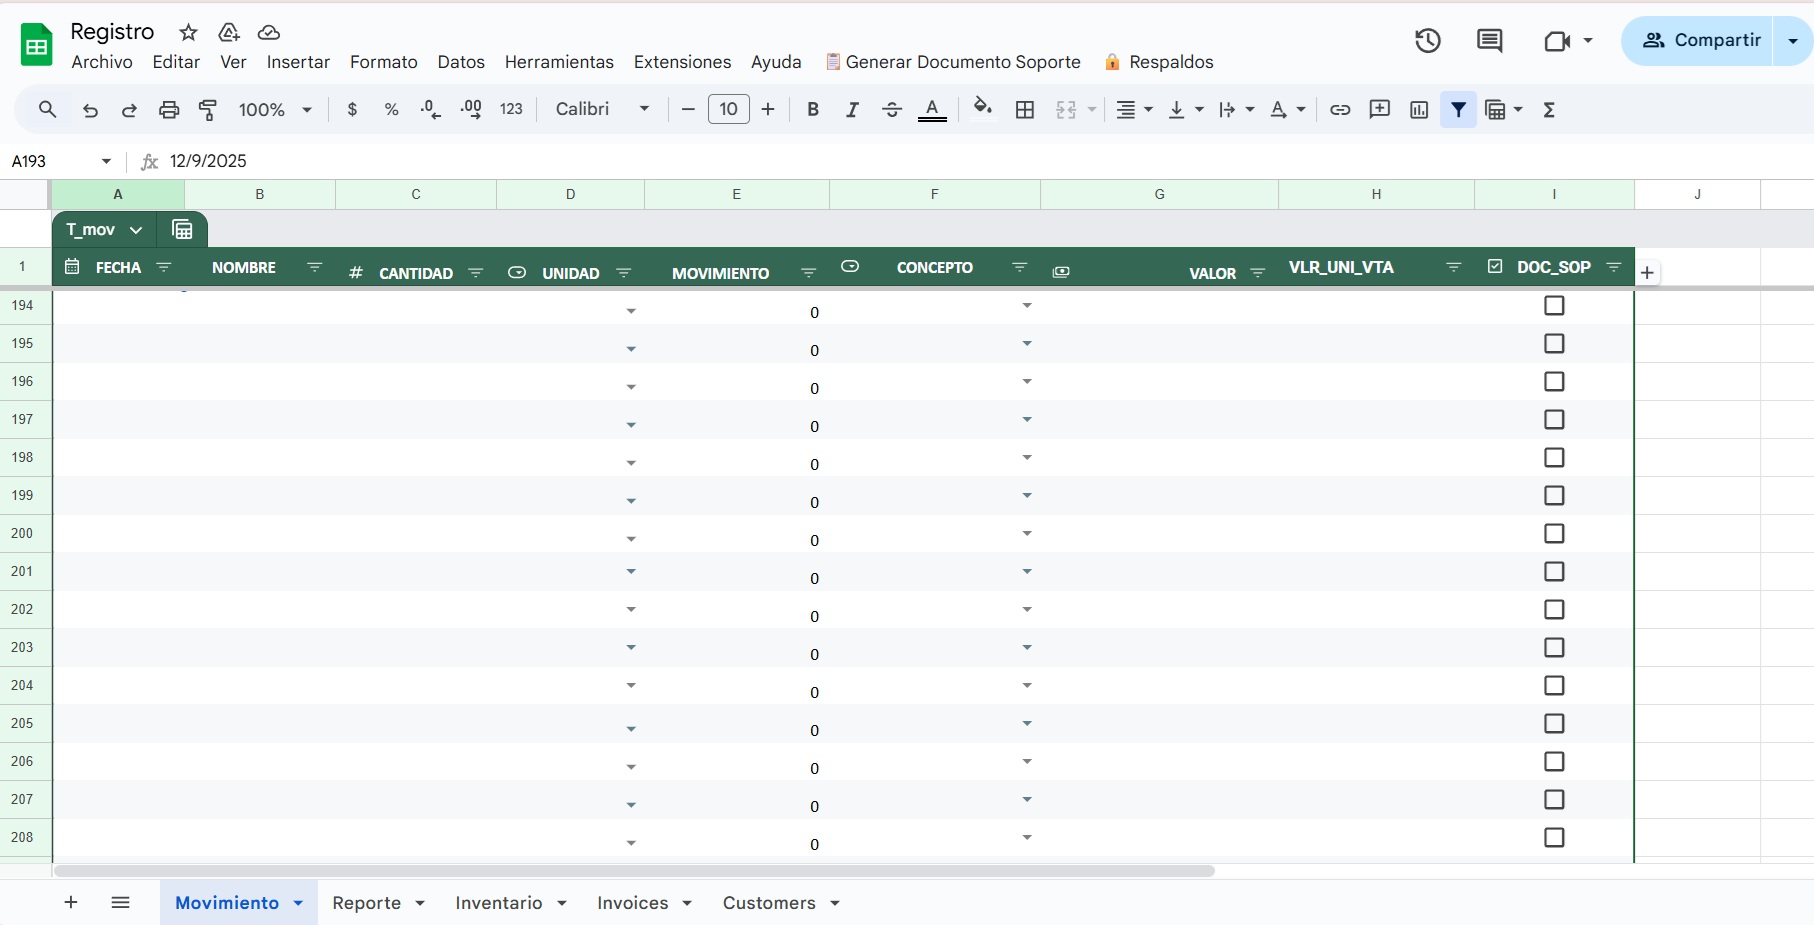 Registro
Archivo Editar Ver Insertar Formato Datos Herramientas Extensiones Ayuda Generar Documento Soporte Respaldos
Compartir
100% $ % .0 .00 123 Calibri 10 B I S A A Σ
A193 fx 12/9/2025
A B C D E F G H I J
T_mov
1 FECHA NOMBRE # CANTIDAD UNIDAD MOVIMIENTO CONCEPTO VALOR VLR_UNI_VTA DOC_SOP +
194 0
195 0
196 0
197 0
198 0
199 0
200 0
201 0
202 0
203 0
204 0
205 0
206 0
207 0
208 0
Movimiento Reporte Inventario Invoices Customers